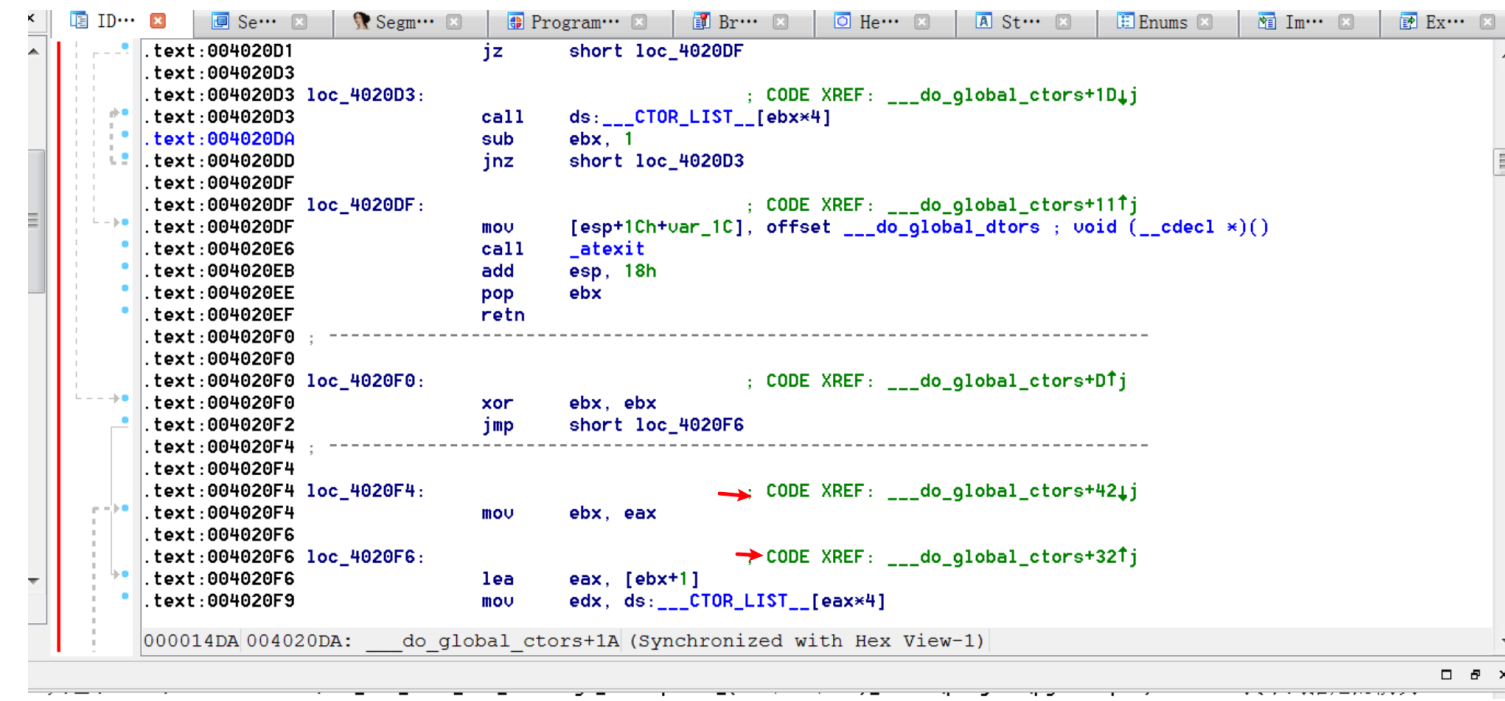 ID··· Se··· Segm··· Program··· Br··· He··· St··· Enums Im··· Ex···
.text:004020D1 jz short loc_4020DF
.text:004020D3
.text:004020D3 loc_4020D3: ; CODE XREF: ___do_global_ctors+1D↓j
.text:004020D3 call ds:___CTOR_LIST__[ebx*4]
.text:004020DA sub ebx, 1
.text:004020DD jnz short loc_4020D3
.text:004020DF
.text:004020DF loc_4020DF: ; CODE XREF: ___do_global_ctors+11↑j
.text:004020DF mov [esp+1Ch+var_1C], offset ___do_global_dtors ; void (__cdecl *)()
.text:004020E6 call _atexit
.text:004020EB add esp, 18h
.text:004020EE pop ebx
.text:004020EF retn
.text:004020F0 ; ---------------------------------------------------------------------------
.text:004020F0
.text:004020F0 loc_4020F0: ; CODE XREF: ___do_global_ctors+D↑j
.text:004020F0 xor ebx, ebx
.text:004020F2 jmp short loc_4020F6
.text:004020F4 ; ---------------------------------------------------------------------------
.text:004020F4
.text:004020F4 loc_4020F4: ; CODE XREF: ___do_global_ctors+42↓j
.text:004020F4 mov ebx, eax
.text:004020F6
.text:004020F6 loc_4020F6: ; CODE XREF: ___do_global_ctors+32↑j
.text:004020F6 lea eax, [ebx+1]
.text:004020F9 mov edx, ds:___CTOR_LIST__[eax*4]
000014DA 004020DA: ___do_global_ctors+1A (Synchronized with Hex View-1)